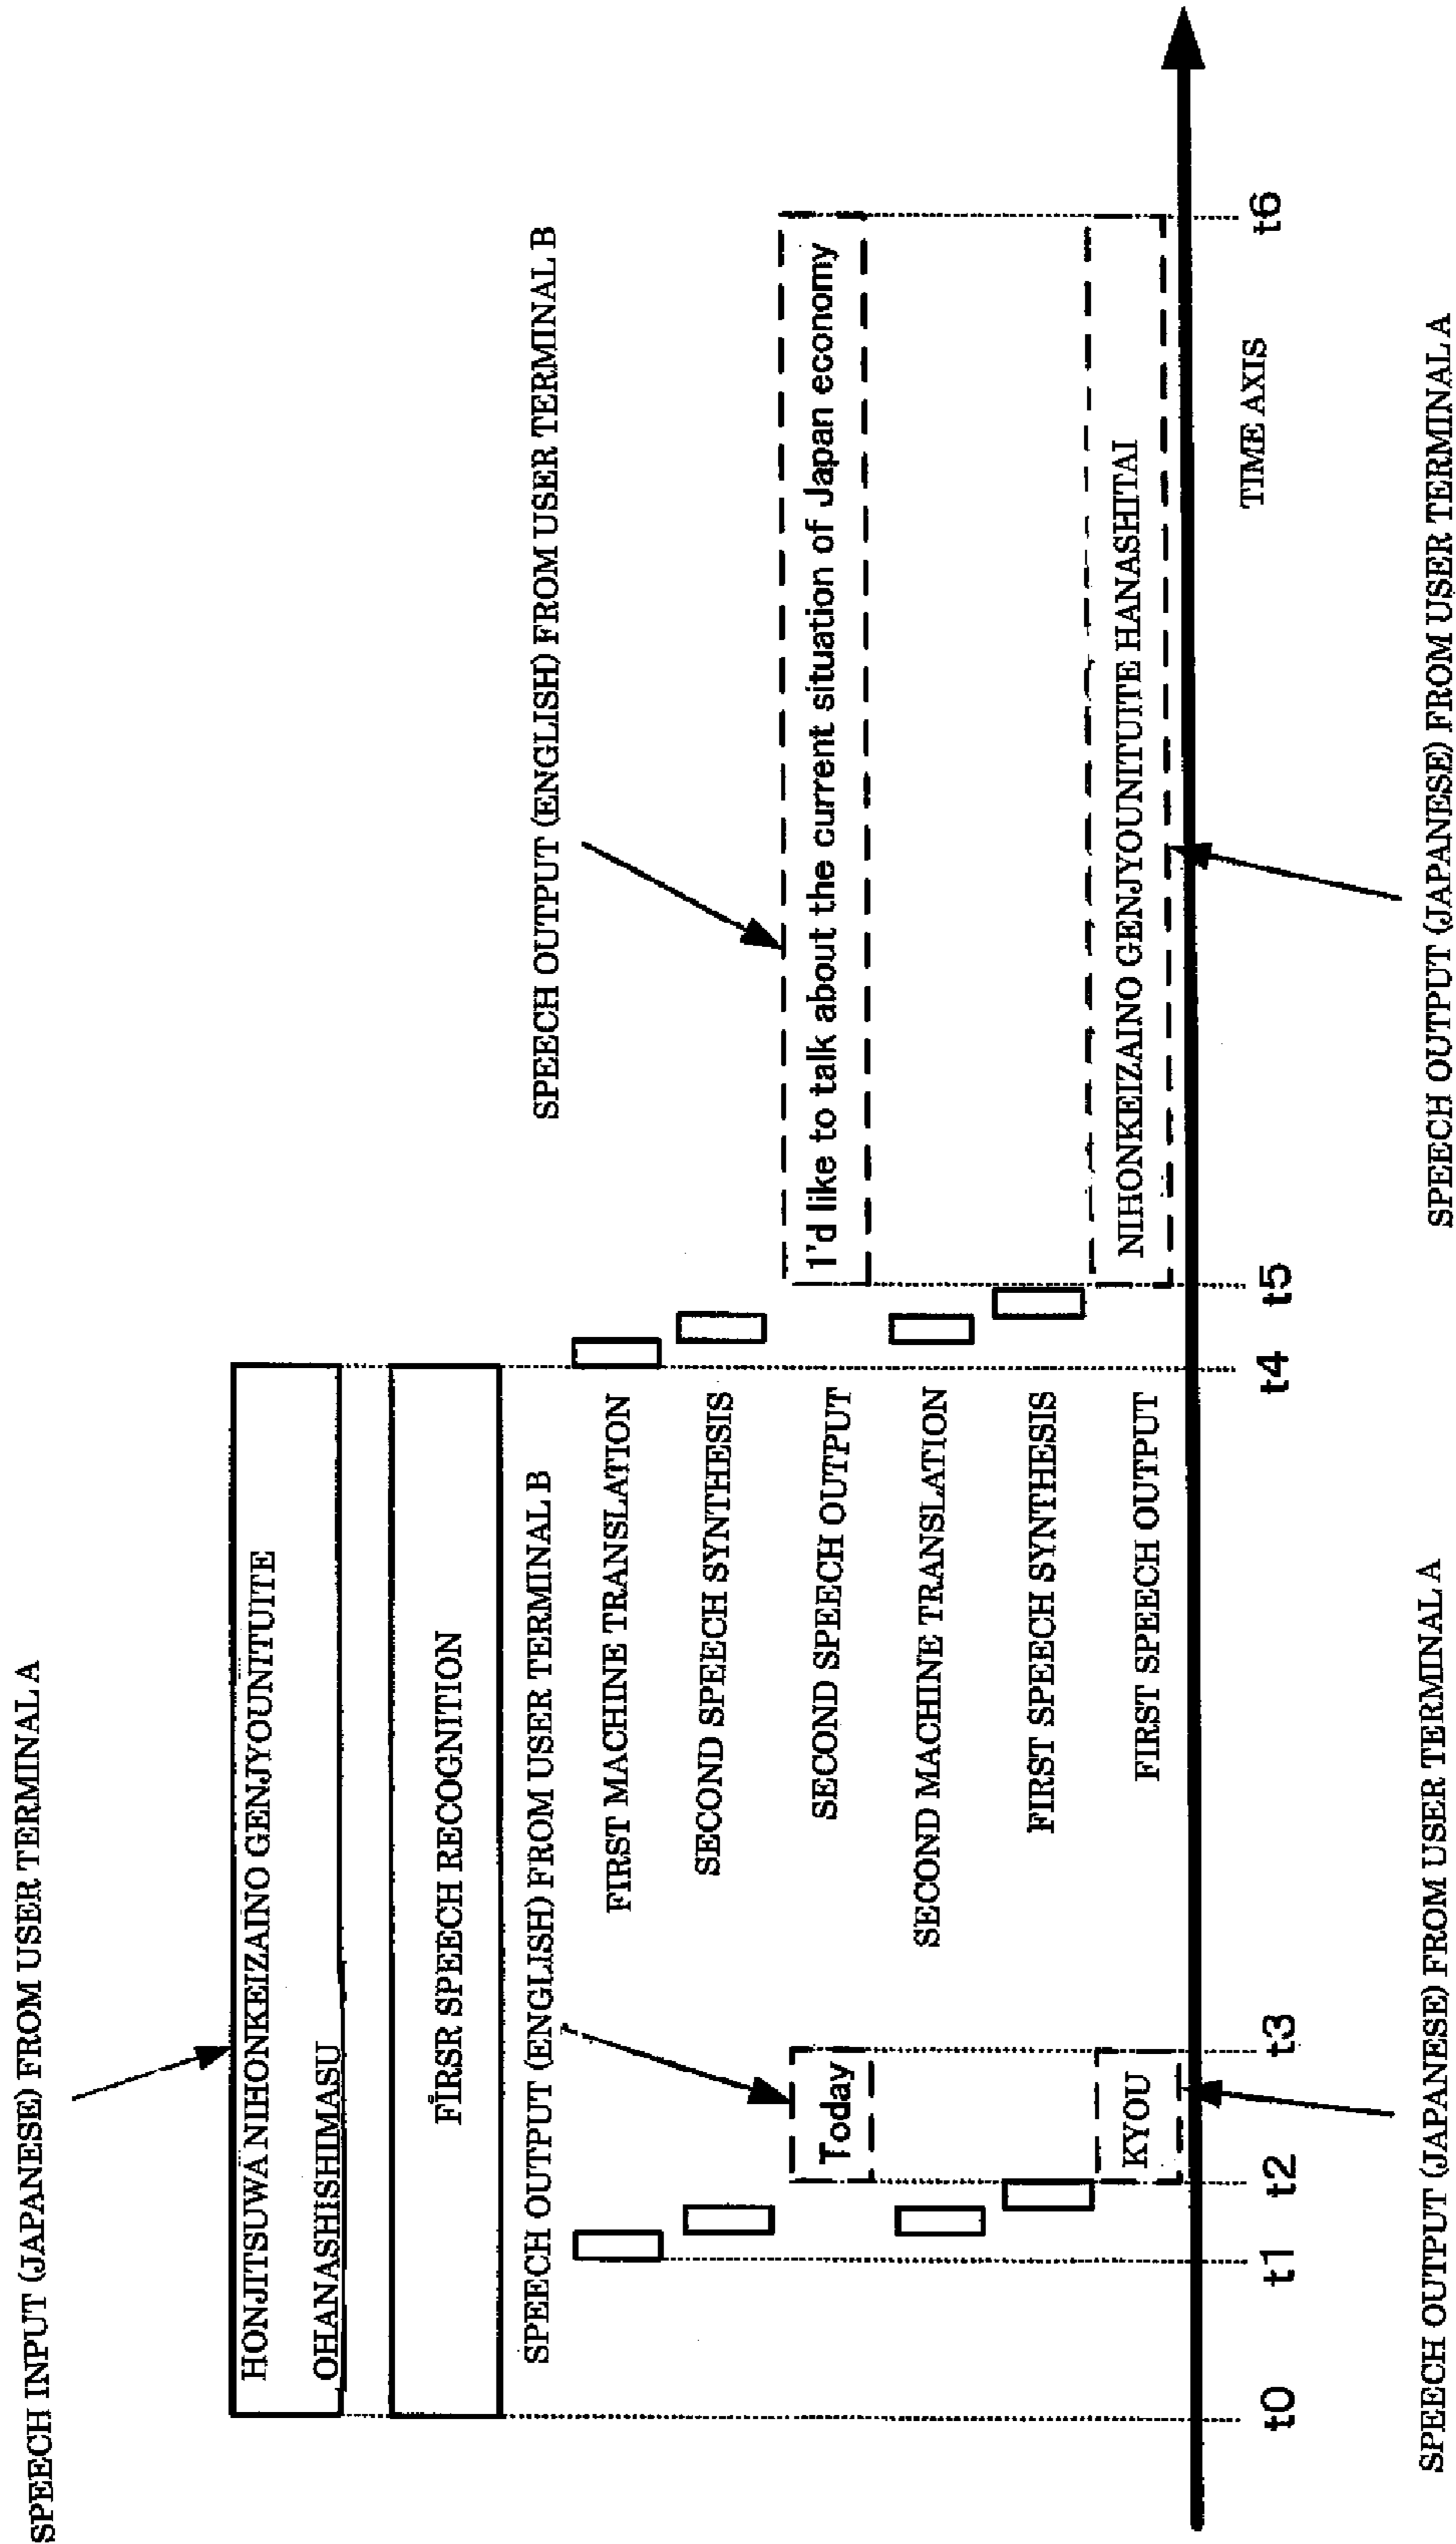 SPEECH INPUT (JAPANESE) FROM USER TERMINAL A
HONJITSUWA NIHONKEIZAINO GENJYOUNITUITE
OHANASHISHIMASU
FIRSR SPEECH RECOGNITION
SPEECH OUTPUT (ENGLISH) FROM USER TERMINAL B
SPEECH OUTPUT (ENGLISH) FROM USER TERMINAL B
FIRST MACHINE TRANSLATION
SECOND SPEECH SYNTHESIS
Today
SECOND SPEECH OUTPUT
I'd like to talk about the current situation of Japan economy
SECOND MACHINE TRANSLATION
FIRST SPEECH SYNTHESIS
KYOU
FIRST SPEECH OUTPUT
NIHONKEIZAINO GENJYOUNITUITE HANASHITAI
t0
t1
t2
t3
t4
t5
t6
TIME AXIS
SPEECH OUTPUT (JAPANESE) FROM USER TERMINAL A
SPEECH OUTPUT (JAPANESE) FROM USER TERMINAL A